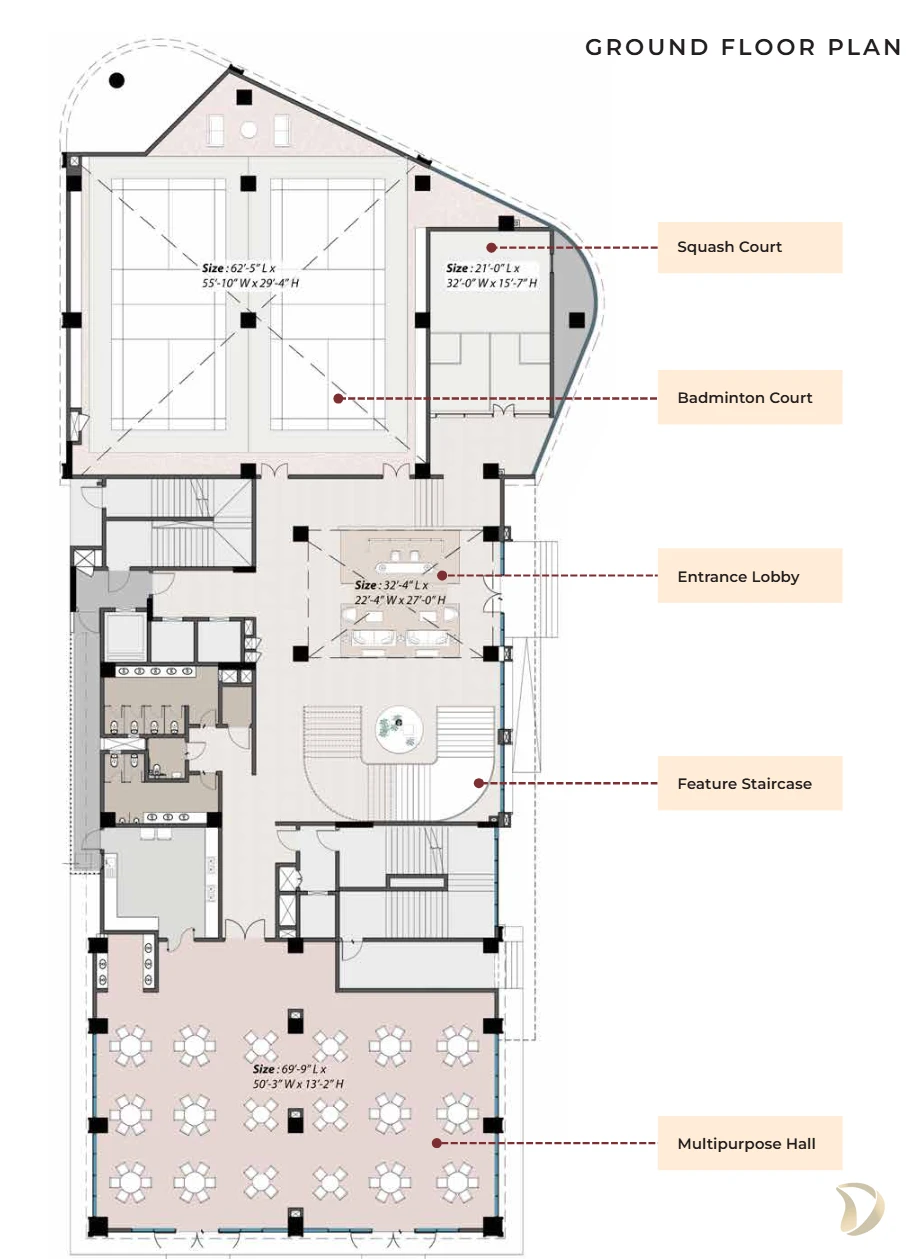 GROUND FLOOR PLAN
Squash Court
Size : 62'-5" L x
55'-10" W x 29'-4" H
Size : 21'-0" L x
32'-0" W x 15'-7" H
Badminton Court
Entrance Lobby
Size : 32'-4" L x
22'-4" W x 27'-0" H
Feature Staircase
Size : 69'-9" L x
50'-3" W x 13'-2" H
Multipurpose Hall